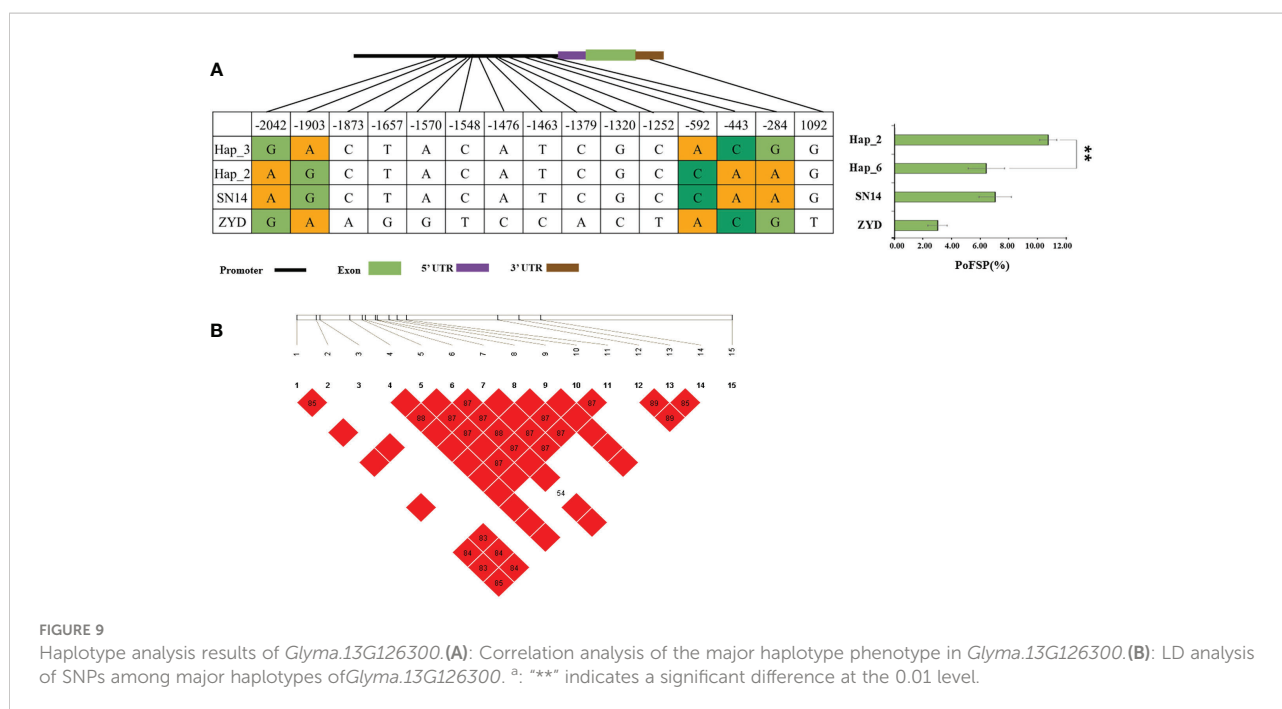 A
-2042 -1903 -1873 -1657 -1570 -1548 -1476 -1463 -1379 -1320 -1252 -592 -443 -284 1092
Hap_3 G A C T A C A T C G C A C G G
Hap_2 A G C T A C A T C G C C A A G
SN14 A G C T A C A T C G C C A A G
ZYD G A A G G T C C A C T A C G T
Promoter Exon 5' UTR 3' UTR
Hap_2
Hap_6
SN14
ZYD
**
0.00 2.00 4.00 6.00 8.00 10.00 12.00
PoFSP(%)
B
1 2 3 4 5 6 7 8 9 10 11 12 13 14 15
1 2 3 4 5 6 7 8 9 10 11 12 13 14 15
85 87 87 89 85
88 87 87 87 89
87 88 87 87
87 87
87
54
83
84 84
83 84
85
FIGURE 9
Haplotype analysis results of Glyma.13G126300.(A): Correlation analysis of the major haplotype phenotype in Glyma.13G126300.(B): LD analysis
of SNPs among major haplotypes ofGlyma.13G126300. a: "**" indicates a significant difference at the 0.01 level.